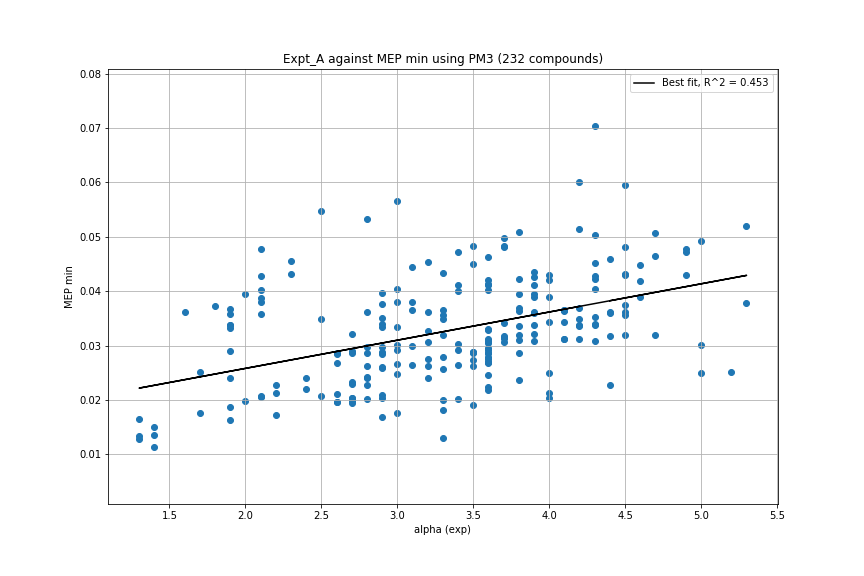 Expt_A against MEP min using PM3 (232 compounds)
Best fit, R^2 = 0.453
0.08
0.07
0.06
0.05
0.04
0.03
0.02
0.01
MEP min
1.5 2.0 2.5 3.0 3.5 4.0 4.5 5.0 5.5
alpha (exp)